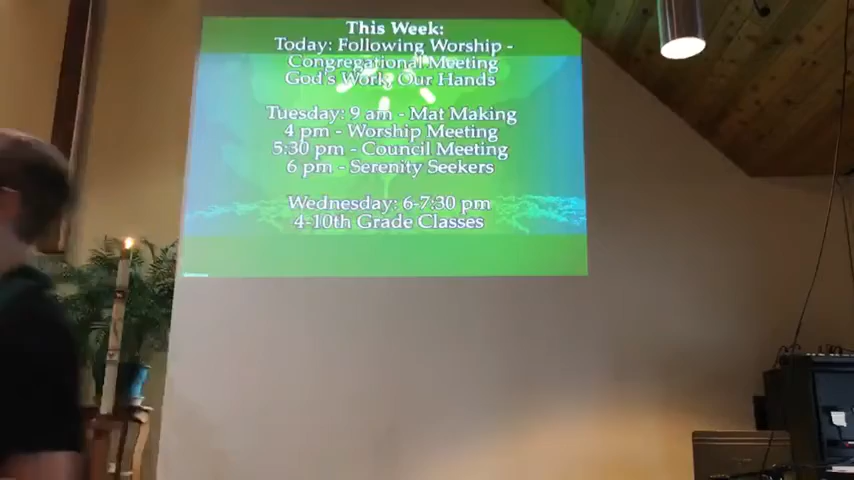 This Week:
Today: Following Worship -
Congregational Meeting
God's Work, Our Hands
Tuesday: 9 am - Mat Making
4 pm - Worship Meeting
5:30 pm - Council Meeting
6 pm - Serenity Seekers
Wednesday: 6-7:30 pm
4-10th Grade Classes